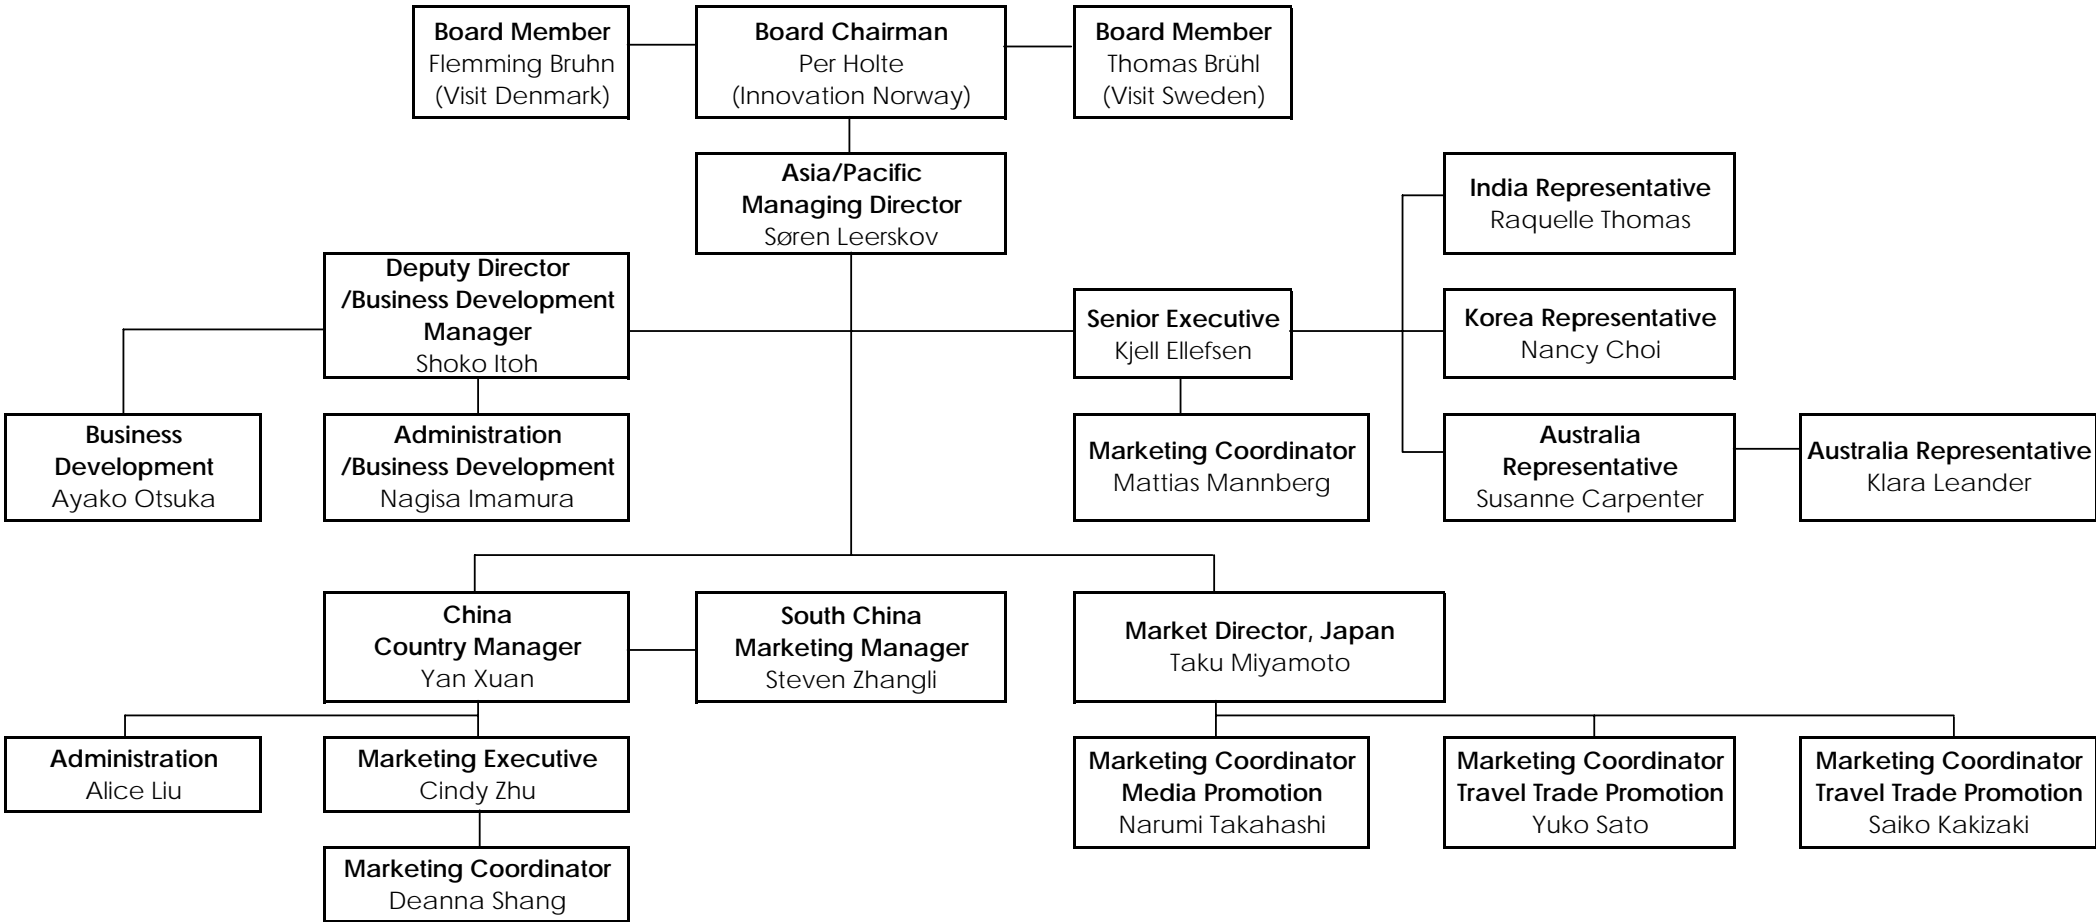 Board Member
Flemming Bruhn
(Visit Denmark)
Board Chairman
Per Holte
(Innovation Norway)
Board Member
Thomas Brühl
(Visit Sweden)
Asia/Pacific
Managing Director
Søren Leerskov
India Representative
Raquelle Thomas
Deputy Director
/Business Development
Manager
Shoko Itoh
Senior Executive
Kjell Ellefsen
Korea Representative
Nancy Choi
Business
Development
Ayako Otsuka
Administration
/Business Development
Nagisa Imamura
Marketing Coordinator
Mattias Mannberg
Australia
Representative
Susanne Carpenter
Australia Representative
Klara Leander
China
Country Manager
Yan Xuan
South China
Marketing Manager
Steven Zhangli
Market Director, Japan
Taku Miyamoto
Administration
Alice Liu
Marketing Executive
Cindy Zhu
Marketing Coordinator
Media Promotion
Narumi Takahashi
Marketing Coordinator
Travel Trade Promotion
Yuko Sato
Marketing Coordinator
Travel Trade Promotion
Saiko Kakizaki
Marketing Coordinator
Deanna Shang